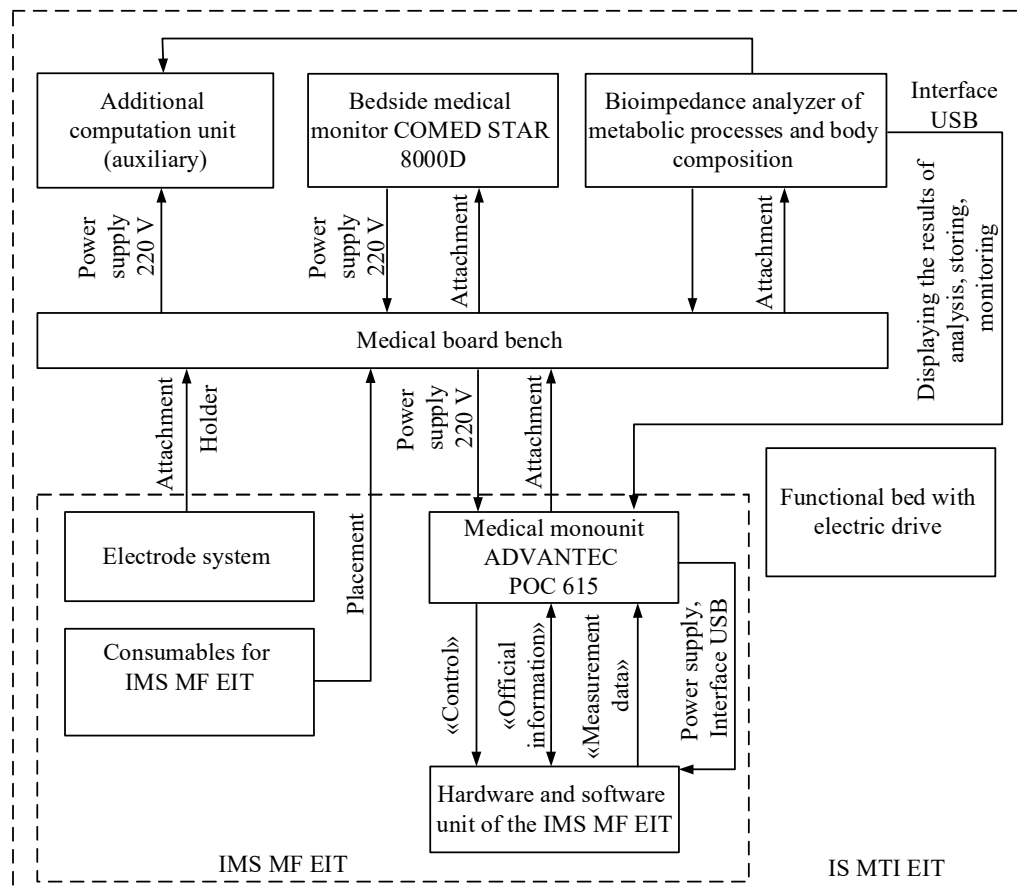 Additional
computation unit
(auxiliary)
Bedside medical
monitor COMED STAR
8000D
Bioimpedance analyzer of
metabolic processes and body
composition
Interface
USB
Power
supply
220 V
Power
supply
220 V
Attachment
Attachment
Displaying the results of
analysis, storing,
monitoring
Medical board bench
Attachment
Holder
Placement
Power
supply
220 V
Attachment
Electrode system
Medical monounit
ADVANTEC
POC 615
Functional bed with
electric drive
Consumables for
IMS MF EIT
«Control»
«Official
information»
«Measurement
data»
Power supply,
Interface USB
Hardware and software
unit of the IMS MF EIT
IMS MF EIT
IS MTI EIT